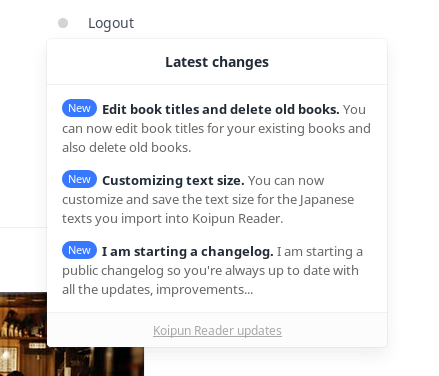 Logout
Latest changes
New Edit book titles and delete old books. You
can now edit book titles for your existing books and
also delete old books.
New Customizing text size. You can now
customize and save the text size for the Japanese
texts you import into Koipun Reader.
New I am starting a changelog. I am starting a
public changelog so you're always up to date with
all the updates, improvements...
Koipun Reader updates